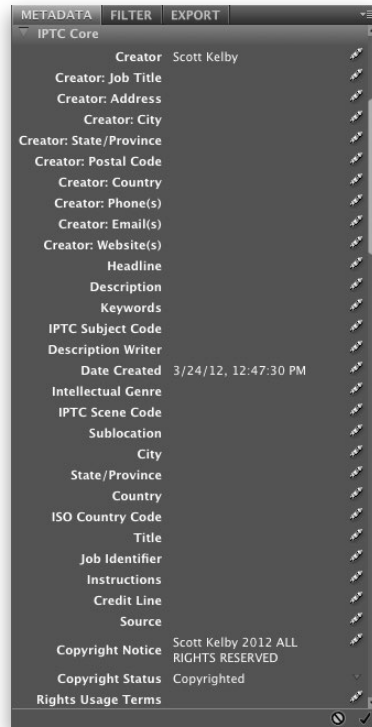 METADATA FILTER EXPORT
IPTC Core
Creator Scott Kelby
Creator: Job Title
Creator: Address
Creator: City
Creator: State/Province
Creator: Postal Code
Creator: Country
Creator: Phone(s)
Creator: Email(s)
Creator: Website(s)
Headline
Description
Keywords
IPTC Subject Code
Description Writer
Date Created 3/24/12, 12:47:30 PM
Intellectual Genre
IPTC Scene Code
Sublocation
City
State/Province
Country
ISO Country Code
Title
Job Identifier
Instructions
Credit Line
Source
Copyright Notice Scott Kelby 2012 ALL
RIGHTS RESERVED
Copyright Status Copyrighted
Rights Usage Terms